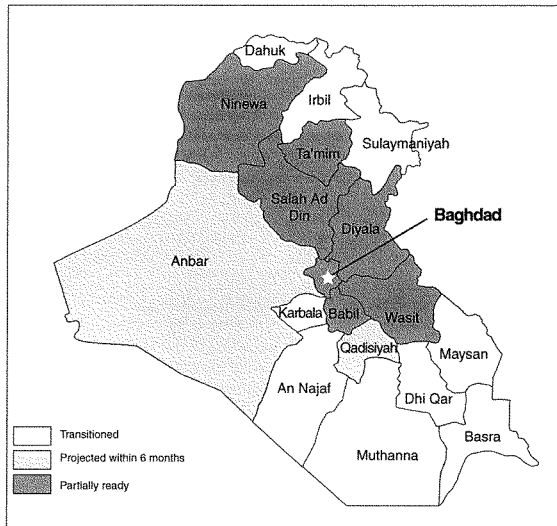 Dahuk
Ninewa
Irbil
Ta'mim
Sulaymaniyah
Salah Ad
Din
Diyala
Baghdad
Anbar
Karbala
Babil
Wasit
Qadisiyah
Maysan
An Najaf
Dhi Qar
Basra
Muthanna
Transitioned
Projected within 6 months
Partially ready